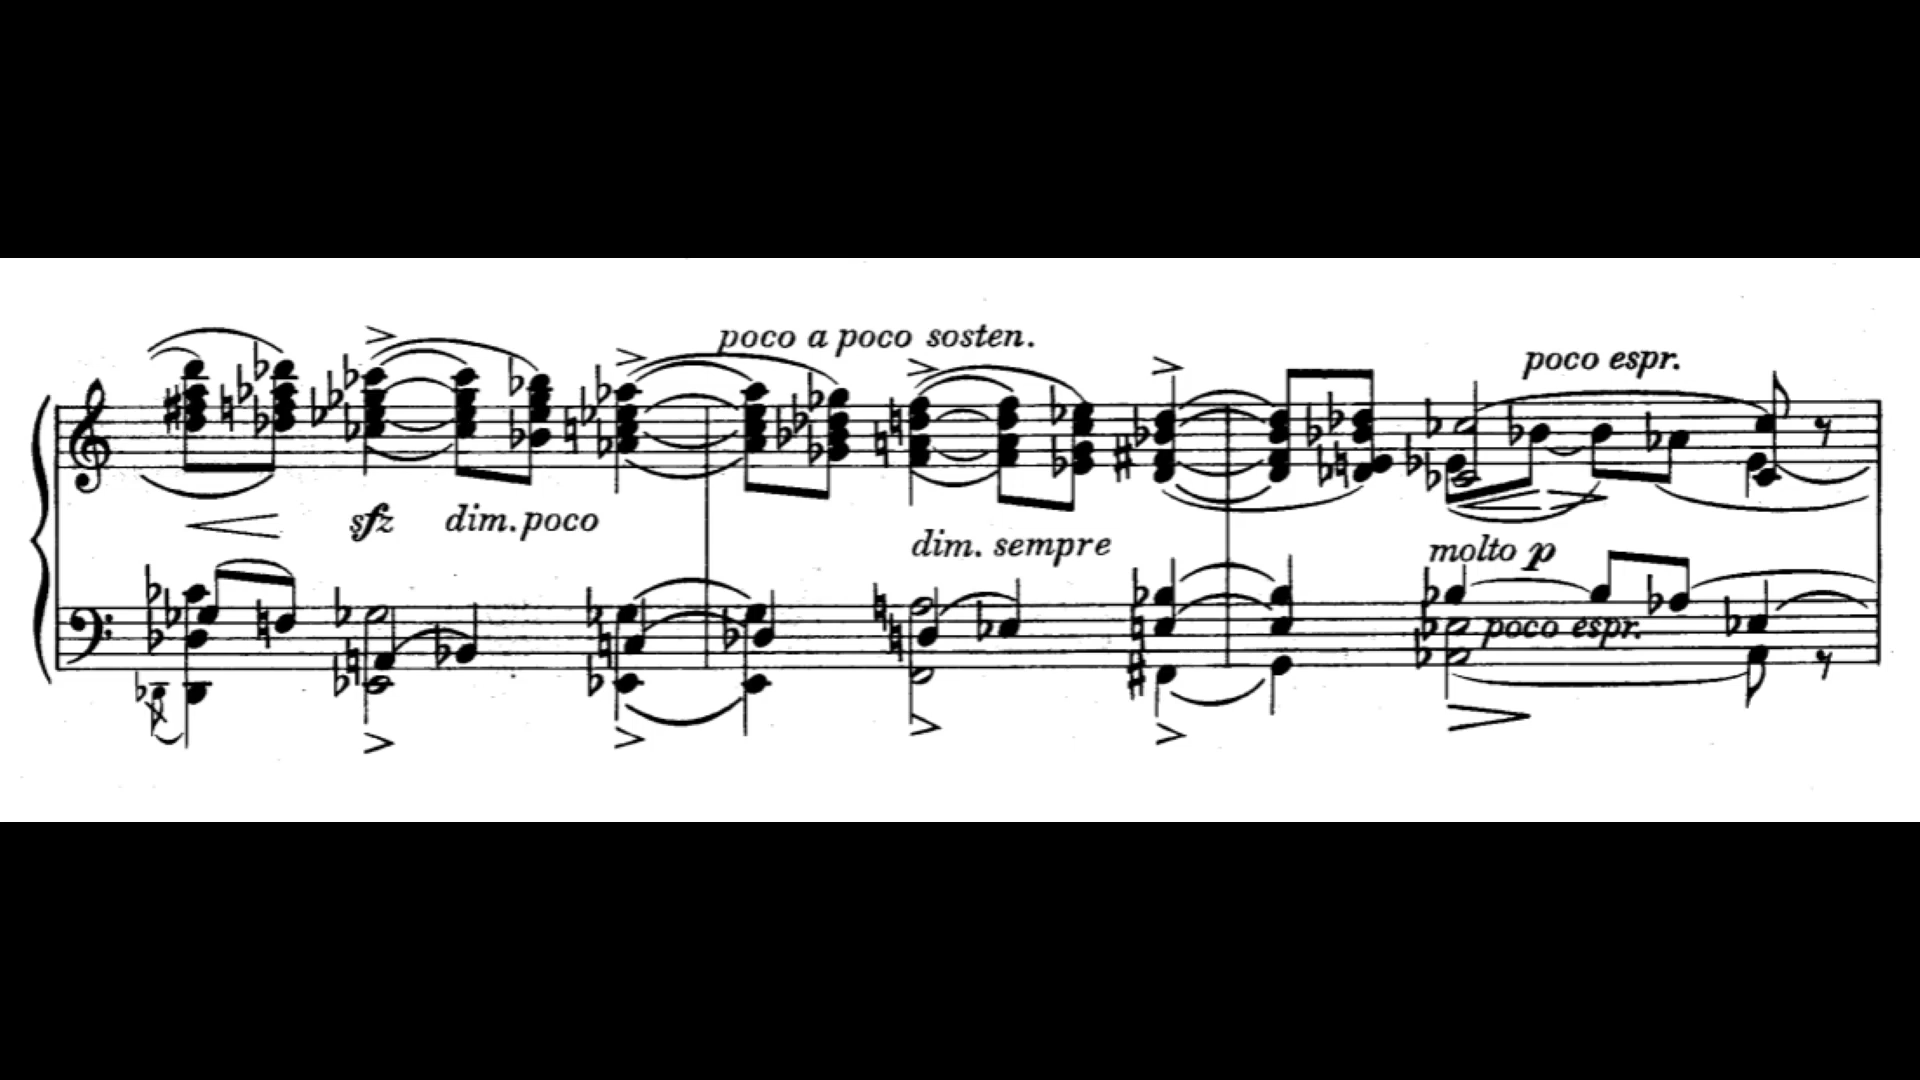 poco a poco sosten.
poco espr.
sfz dim. poco
dim. sempre
molto p
poco espr.